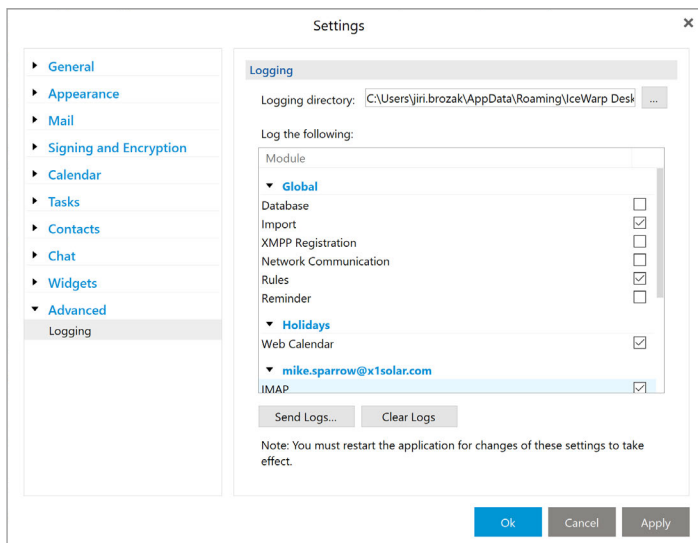 Settings
General
Appearance
Mail
Signing and Encryption
Calendar
Tasks
Contacts
Chat
Widgets
Advanced
Logging
Logging
Logging directory: C:\Users\jiri.brozak\AppData\Roaming\IceWarp Desk ...
Log the following:
Module
Global
Database
Import
XMPP Registration
Network Communication
Rules
Reminder
Holidays
Web Calendar
mike.sparrow@x1solar.com
IMAP
Send Logs... Clear Logs
Note: You must restart the application for changes of these settings to take
effect.
Ok Cancel Apply